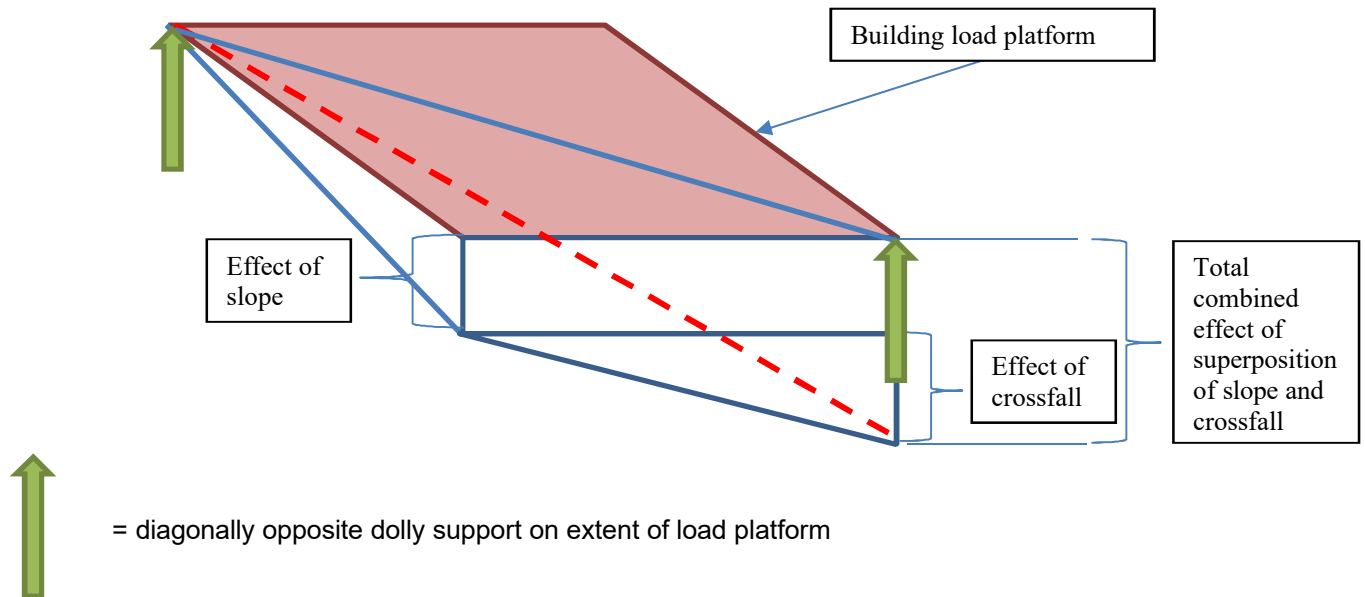 Building load platform
Effect of
slope
Total
combined
effect of
superposition
of slope and
crossfall
Effect of
crossfall
= diagonally opposite dolly support on extent of load platform